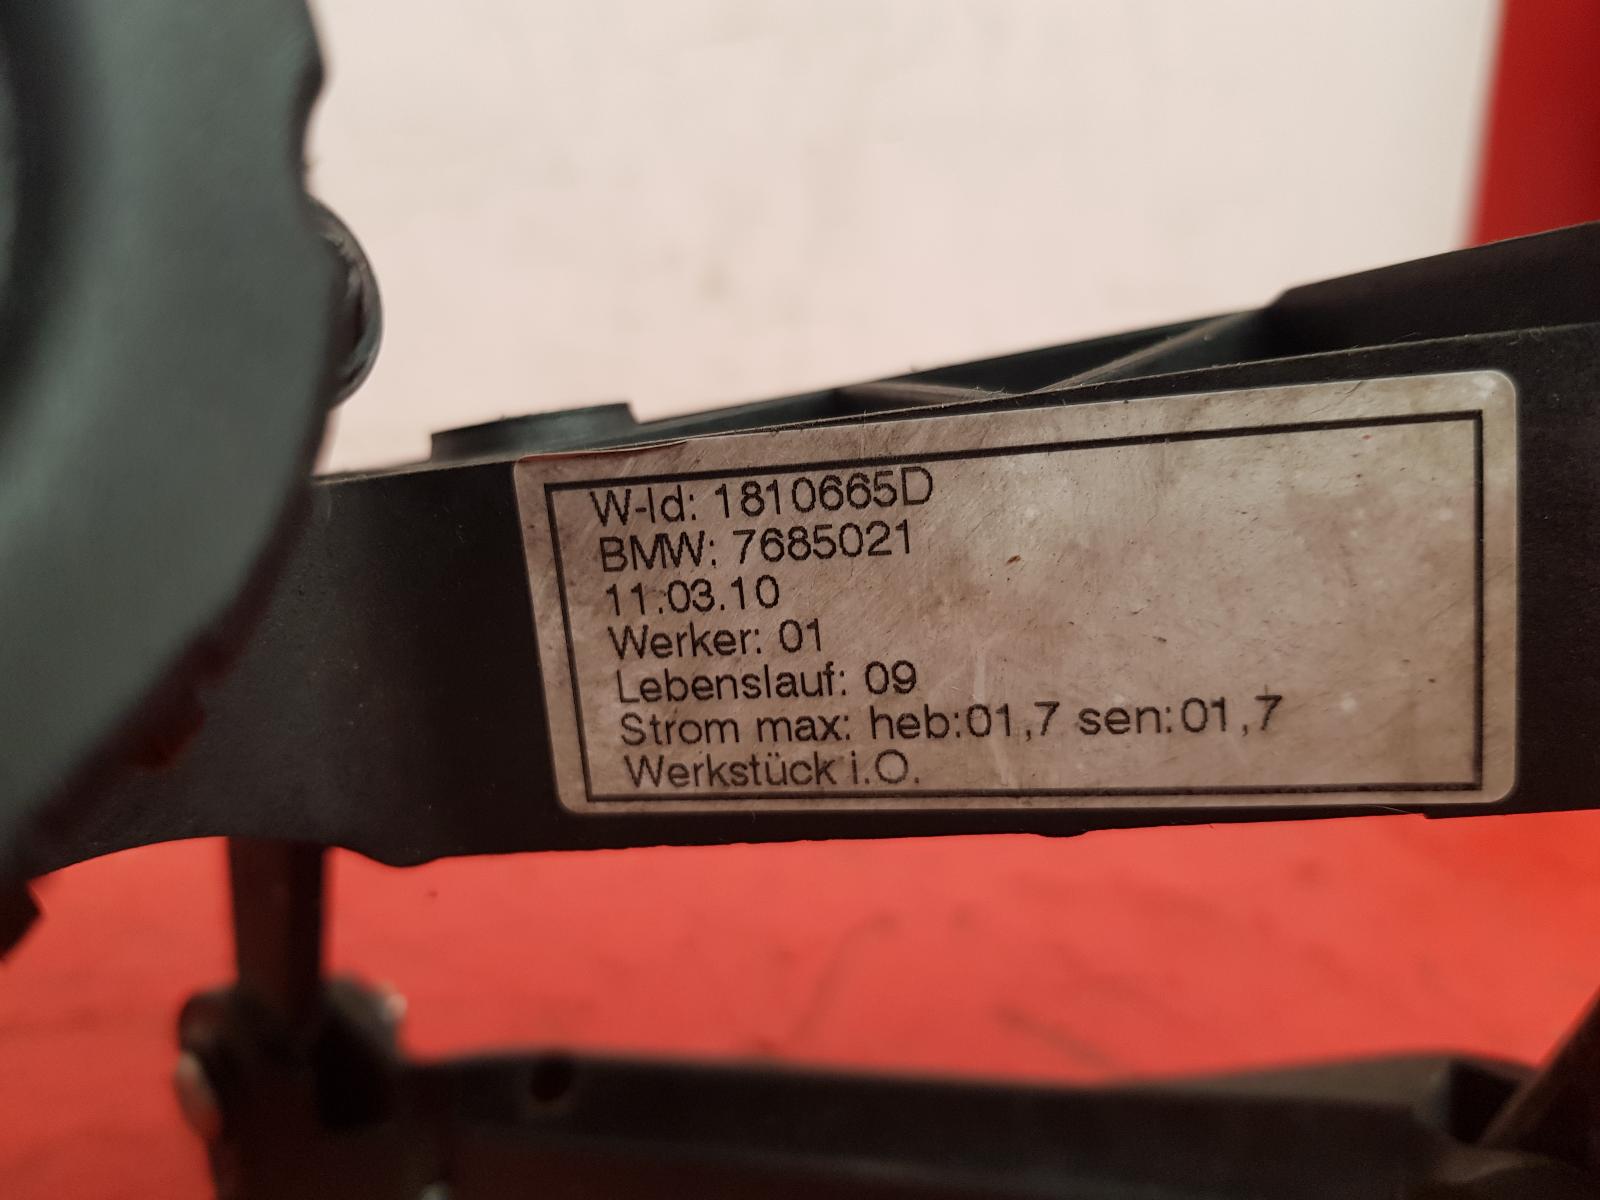 W-Id: 1810665D
BMW: 7685021
11.03.10
Werker: 01
Lebenslauf: 09
Strom max: heb:01,7 sen:01,7
Werkstück i.O.